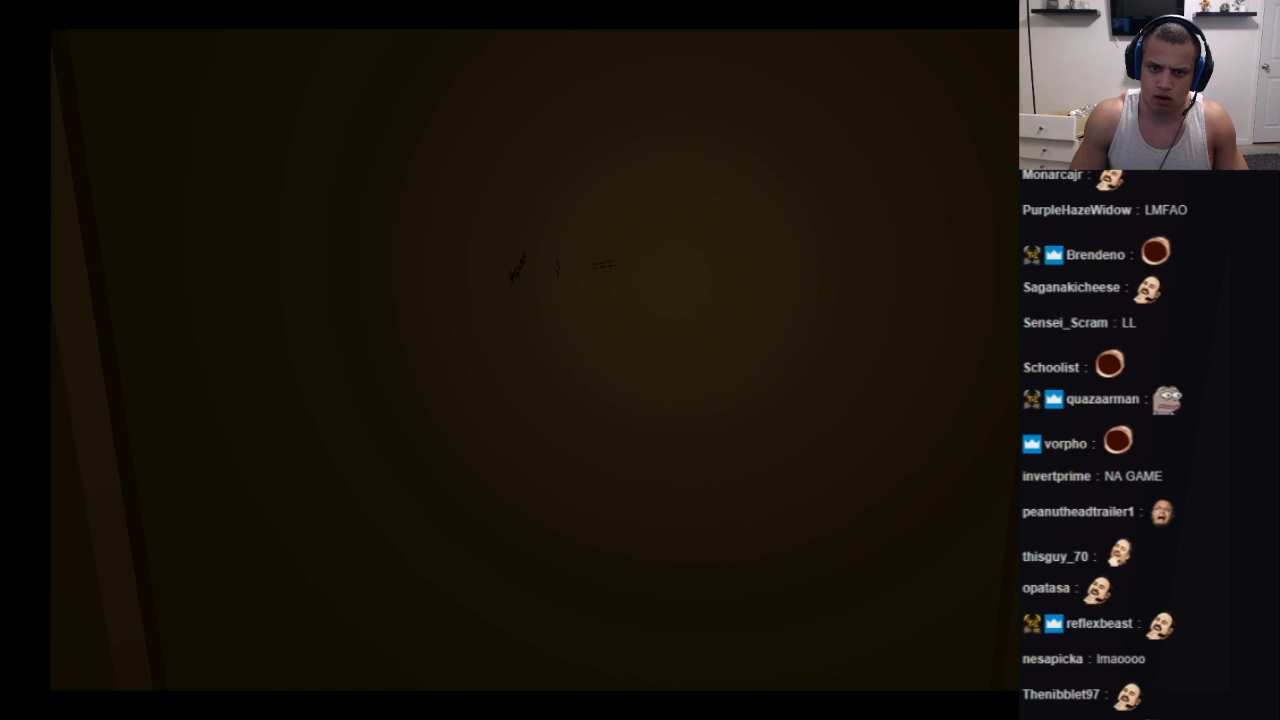 Monarcajr :
PurpleHazeWidow : LMFAO
Brendeno :
Saganakicheese :
Sensei_Scram : LL
Schoolist :
quazaarman :
vorpho :
invertprime : NA GAME
peanutheadtrailer1 :
thisguy_70 :
opatasa :
reflexbeast :
nesapicka : lmaoooo
Thenibblet97 :